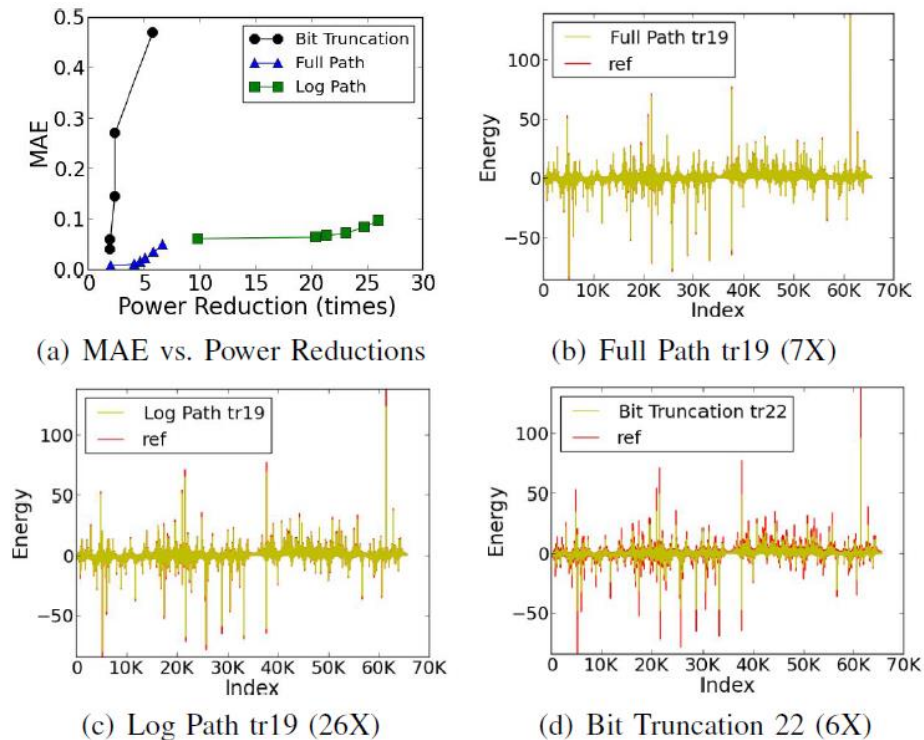 0.5
0.4
0.3
0.2
0.1
0.0
MAE
Bit Truncation
Full Path
Log Path
0 5 10 15 20 25 30
Power Reduction (times)
(a) MAE vs. Power Reductions
100
50
0
−50
Energy
Full Path tr19
ref
0 10K 20K 30K 40K 50K 60K 70K
Index
(b) Full Path tr19 (7X)
100
50
0
−50
Energy
Log Path tr19
ref
0 10K 20K 30K 40K 50K 60K 70K
Index
(c) Log Path tr19 (26X)
100
50
0
−50
Energy
Bit Truncation tr22
ref
0 10K 20K 30K 40K 50K 60K 70K
Index
(d) Bit Truncation 22 (6X)